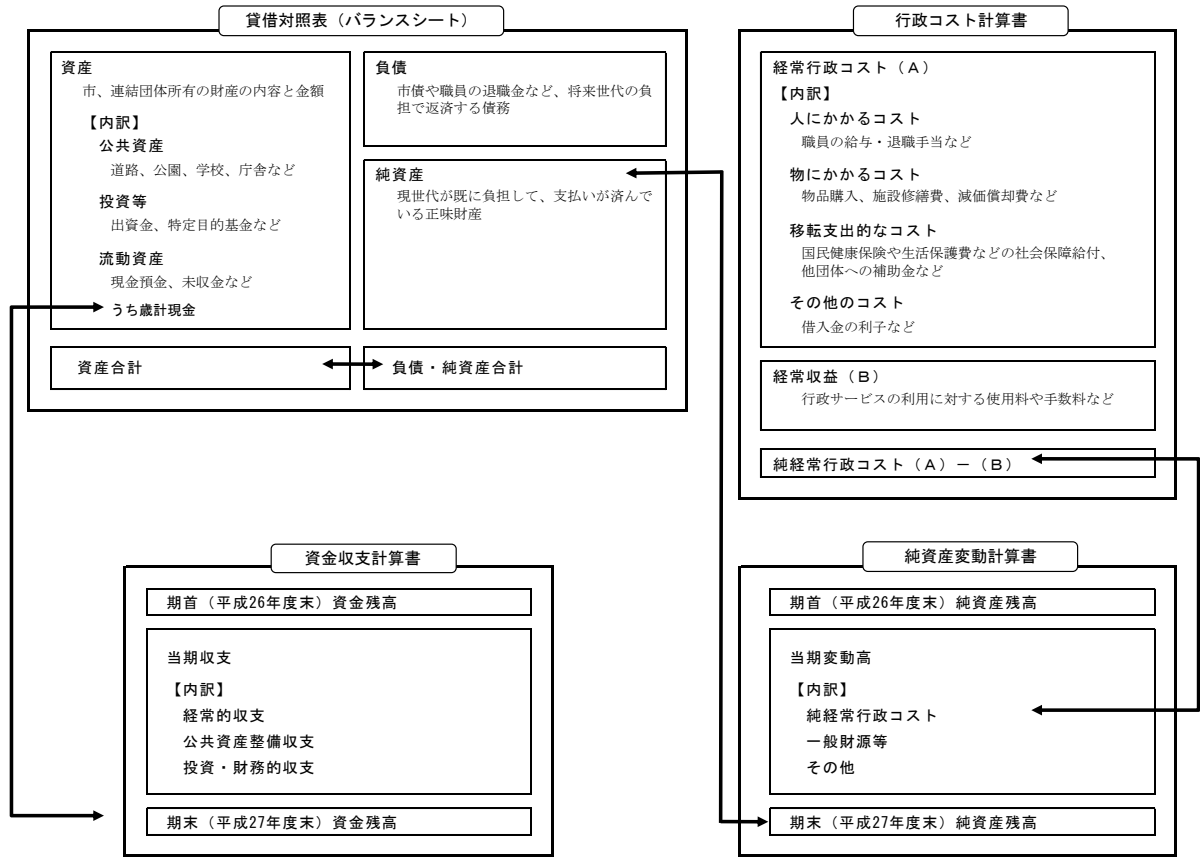 貸借対照表（バランスシート）
資産
市、連結団体所有の財産の内容と金額
【内訳】
公共資産
道路、公園、学校、庁舎など
投資等
出資金、特定目的基金など
流動資産
現金預金、未収金など
うち歳計現金
負債
市債や職員の退職金など、将来世代の負
担で返済する債務
純資産
現世代が既に負担して、支払いが済んで
いる正味財産
資産合計
負債・純資産合計
行政コスト計算書
経常行政コスト（A）
【内訳】
人にかかるコスト
職員の給与・退職手当など
物にかかるコスト
物品購入、施設修繕費、減価償却費など
移転支出的なコスト
国民健康保険や生活保護費などの社会保障給付、
他団体への補助金など
その他のコスト
借入金の利子など
経常収益（B）
行政サービスの利用に対する使用料や手数料など
純経常行政コスト（A）－（B）
資金収支計算書
期首（平成26年度末）資金残高
当期収支
【内訳】
経常的収支
公共資産整備収支
投資・財務的収支
期末（平成27年度末）資金残高
純資産変動計算書
期首（平成26年度末）純資産残高
当期変動高
【内訳】
純経常行政コスト
一般財源等
その他
期末（平成27年度末）純資産残高